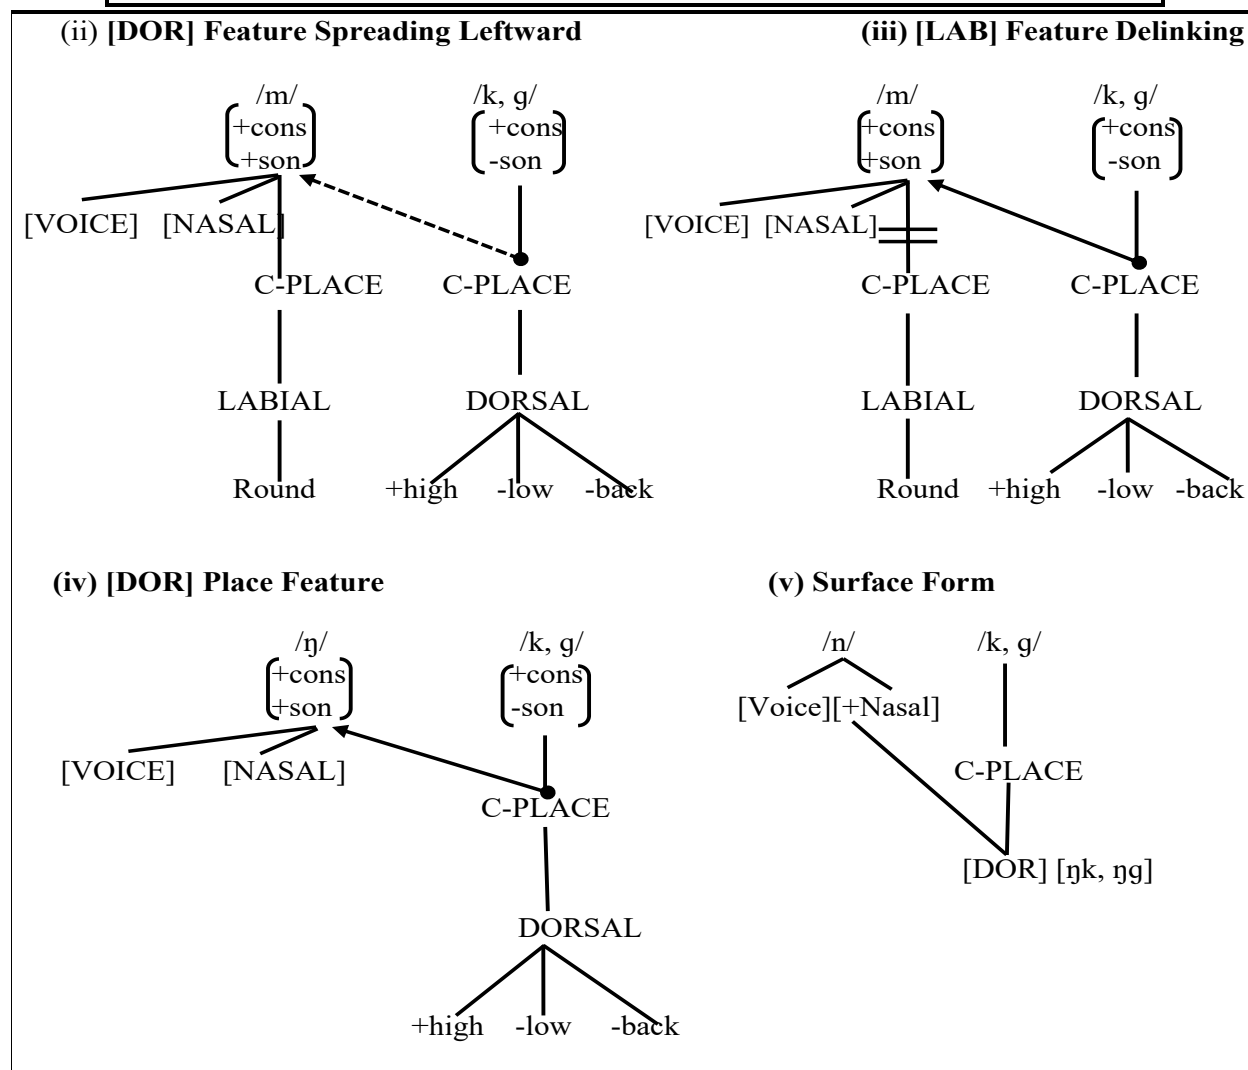 (ii) [DOR] Feature Spreading Leftward
(iii) [LAB] Feature Delinking
/m/ /k, ɡ/ /m/ /k, ɡ/
+cons +cons +cons +cons
+son -son +son -son
[VOICE] [NASAL] [VOICE] [NASAL]
C-PLACE C-PLACE C-PLACE C-PLACE
LABIAL DORSAL LABIAL DORSAL
Round +high -low -back Round +high -low -back
(iv) [DOR] Place Feature
(v) Surface Form
/ŋ/ /k, ɡ/ /n/ /k, ɡ/
+cons +cons
+son -son [Voice][+Nasal]
[VOICE] [NASAL] C-PLACE
C-PLACE
[DOR] [ŋk, ŋɡ]
DORSAL
+high -low -back